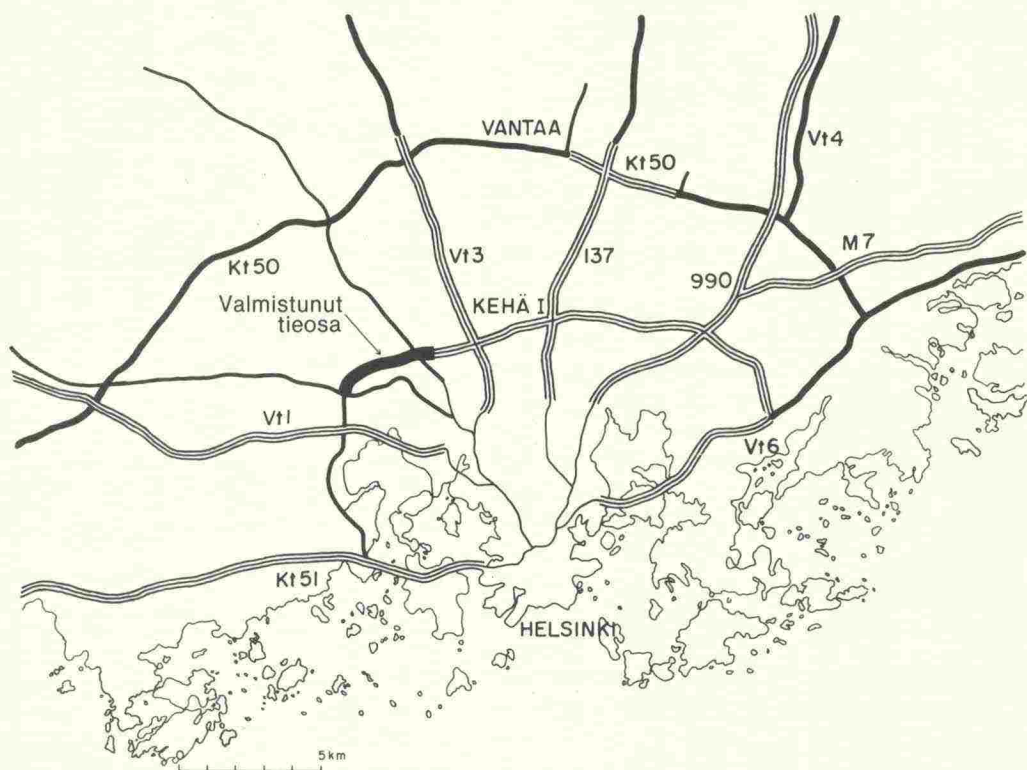 VANTAA
Kt50
Vt4
Vt3
137
M7
Kt50
990
Valmistunut
tieosa
KEHÄ I
Vt1
Vt6
Kt51
HELSINKI
5km